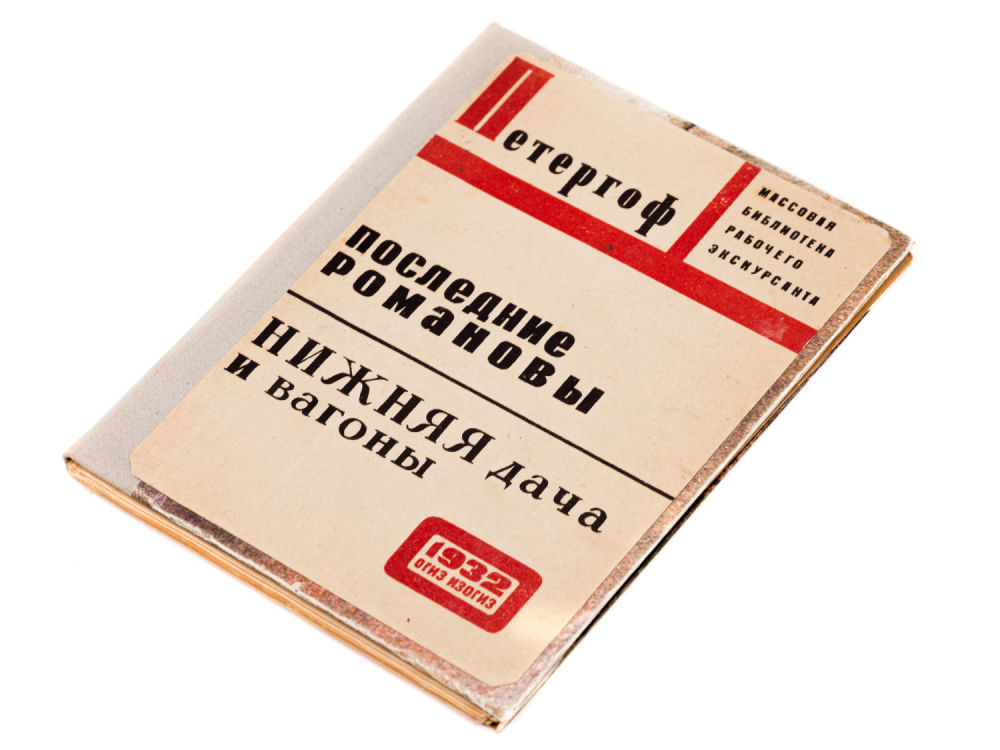 Петергоф
МАССОВАЯ
БИБЛИОТЕКА
РАБОЧЕГО
ЭКСКУРСАНТА
ПОСЛЕДНИЕ
РОМАНОВЫ
НИЖНЯЯ дача
и вагоны
1932
ОГИЗ ИЗОГИЗ